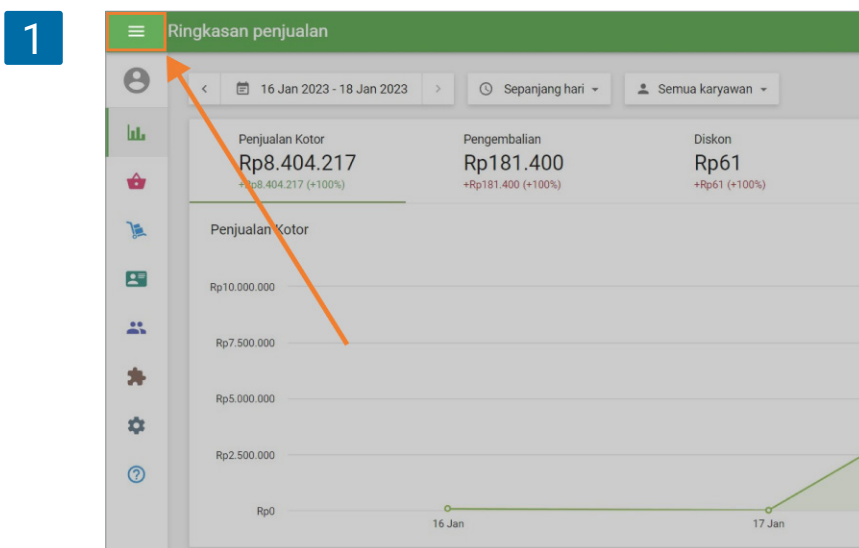 1
Ringkasan penjualan
16 Jan 2023 - 18 Jan 2023
Sepanjang hari
Semua karyawan
Penjualan Kotor
Rp8.404.217
+Rp8.404.217 (+100%)
Pengembalian
Rp181.400
+Rp181.400 (+100%)
Diskon
Rp61
+Rp61 (+100%)
Penjualan Kotor
Rp10.000.000
Rp7.500.000
Rp5.000.000
Rp2.500.000
Rp0
16 Jan
17 Jan